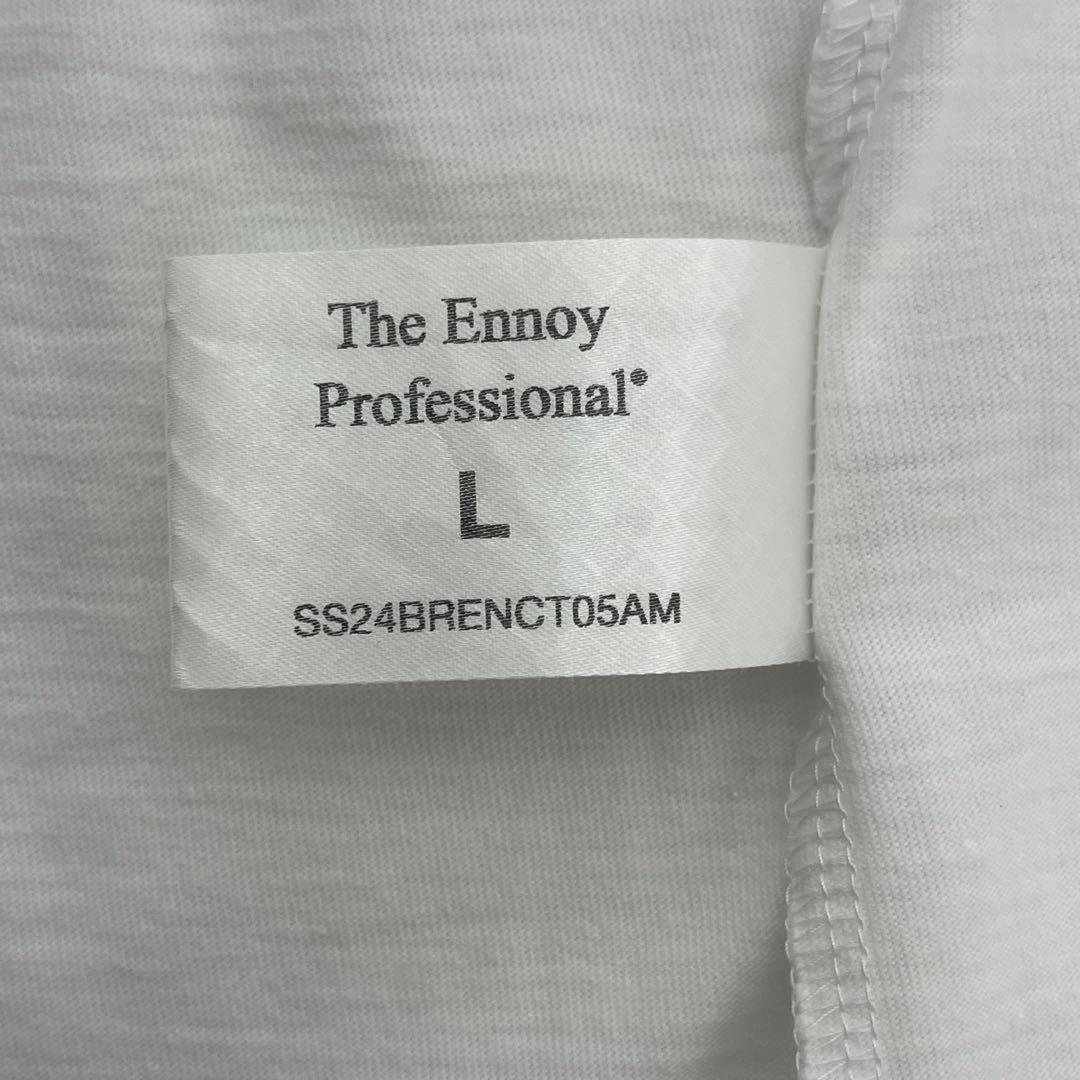 The Ennoy
Professional®
L
SS24BRENCT05AM